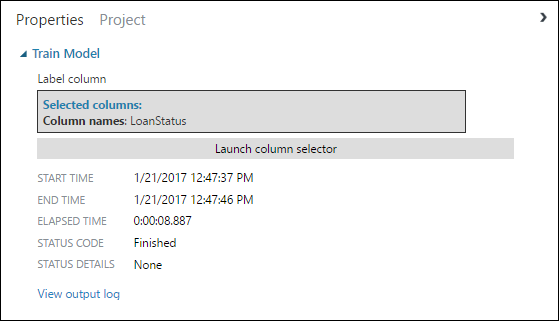 Properties Project
Train Model
Label column
Selected columns:
Column names: LoanStatus
Launch column selector
START TIME 1/21/2017 12:47:37 PM
END TIME 1/21/2017 12:47:46 PM
ELAPSED TIME 0:00:08.887
STATUS CODE Finished
STATUS DETAILS None
View output log